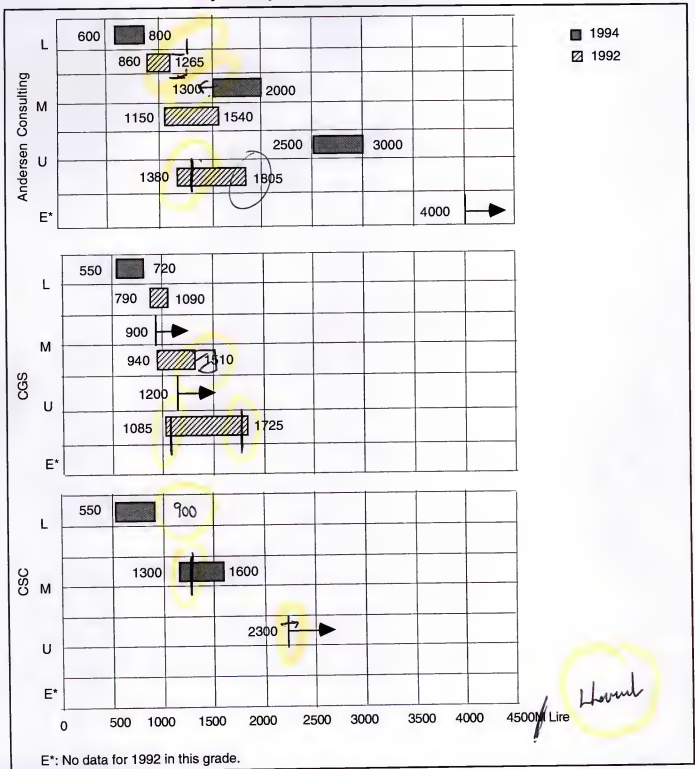 1994
1992
Andersen Consulting
L
600 800
860 1265
1300 2000
M
1150 1540
2500 3000
U
1380 1805
E* 4000
CGS
550 720
L
790 1090
900
M
940 1510
1200
U
1085 1725
E*
CSC
L 550 900
1300 1600
M
2300
U
E*
0 500 1000 1500 2000 2500 3000 3500 4000 4500M Lire
E*: No data for 1992 in this grade.